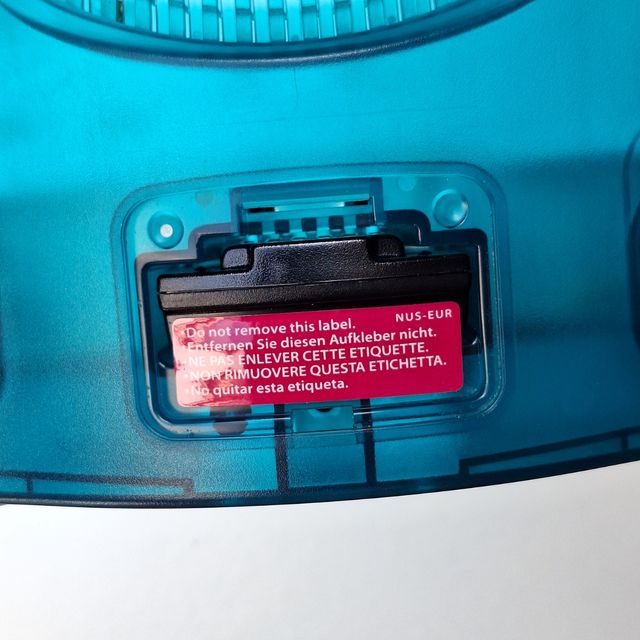 NUS-EUR
•Do not remove this label.
•Entfernen Sie diesen Aufkleber nicht.
•NE PAS ENLEVER CETTE ETIQUETTE.
•NON RIMUOVERE QUESTA ETICHETTA.
•No quitar esta etiqueta.